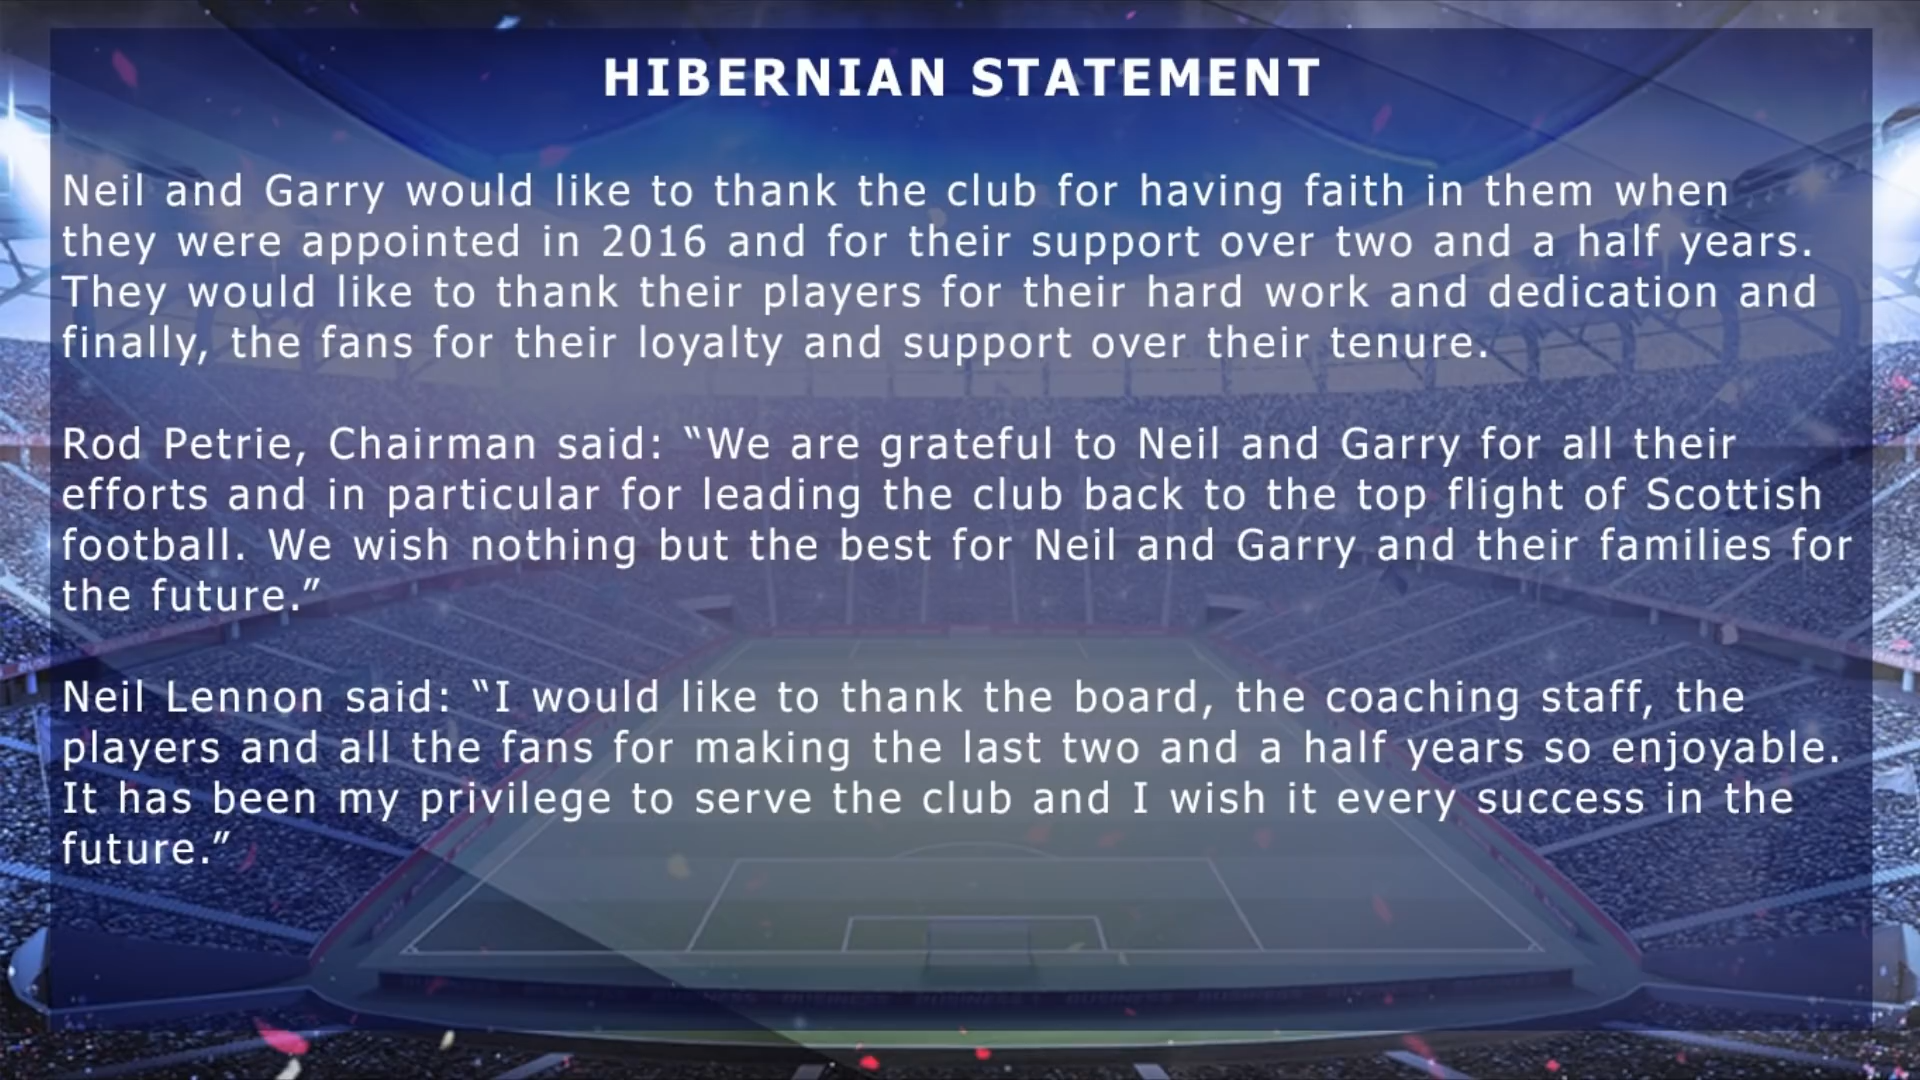 HIBERNIAN STATEMENT
Neil and Garry would like to thank the club for having faith in them when
they were appointed in 2016 and for their support over two and a half years.
They would like to thank their players for their hard work and dedication and
finally, the fans for their loyalty and support over their tenure.
Rod Petrie, Chairman said: “We are grateful to Neil and Garry for all their
efforts and in particular for leading the club back to the top flight of Scottish
football. We wish nothing but the best for Neil and Garry and their families for
the future.”
Neil Lennon said: “I would like to thank the board, the coaching staff, the
players and all the fans for making the last two and a half years so enjoyable.
It has been my privilege to serve the club and I wish it every success in the
future.”